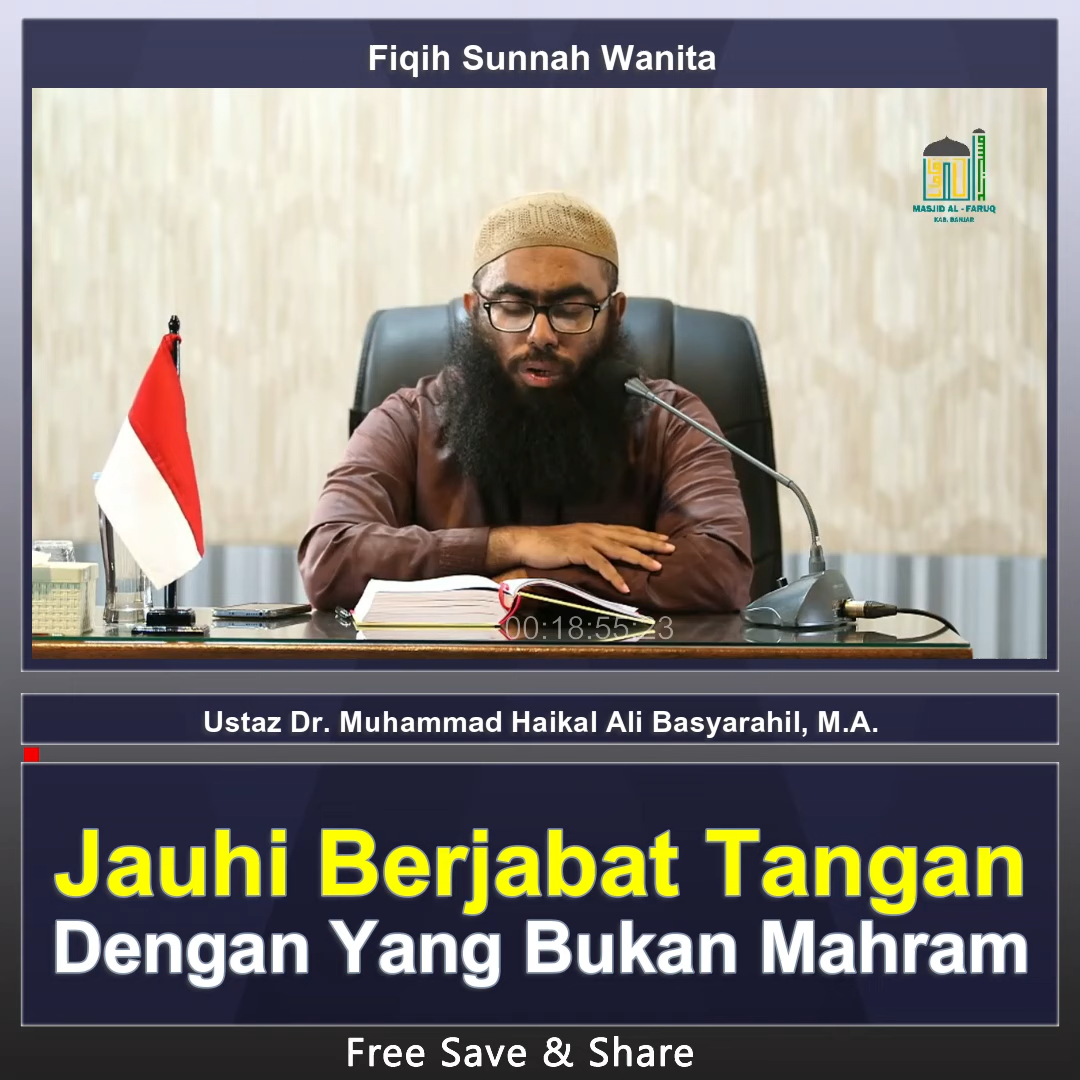 Fiqih Sunnah Wanita
MASJID AL - FARUQ
KAB. BANJAR
00:18:55:23
Ustaz Dr. Muhammad Haikal Ali Basyarahil, M.A.
Jauhi Berjabat Tangan
Dengan Yang Bukan Mahram
Free Save & Share